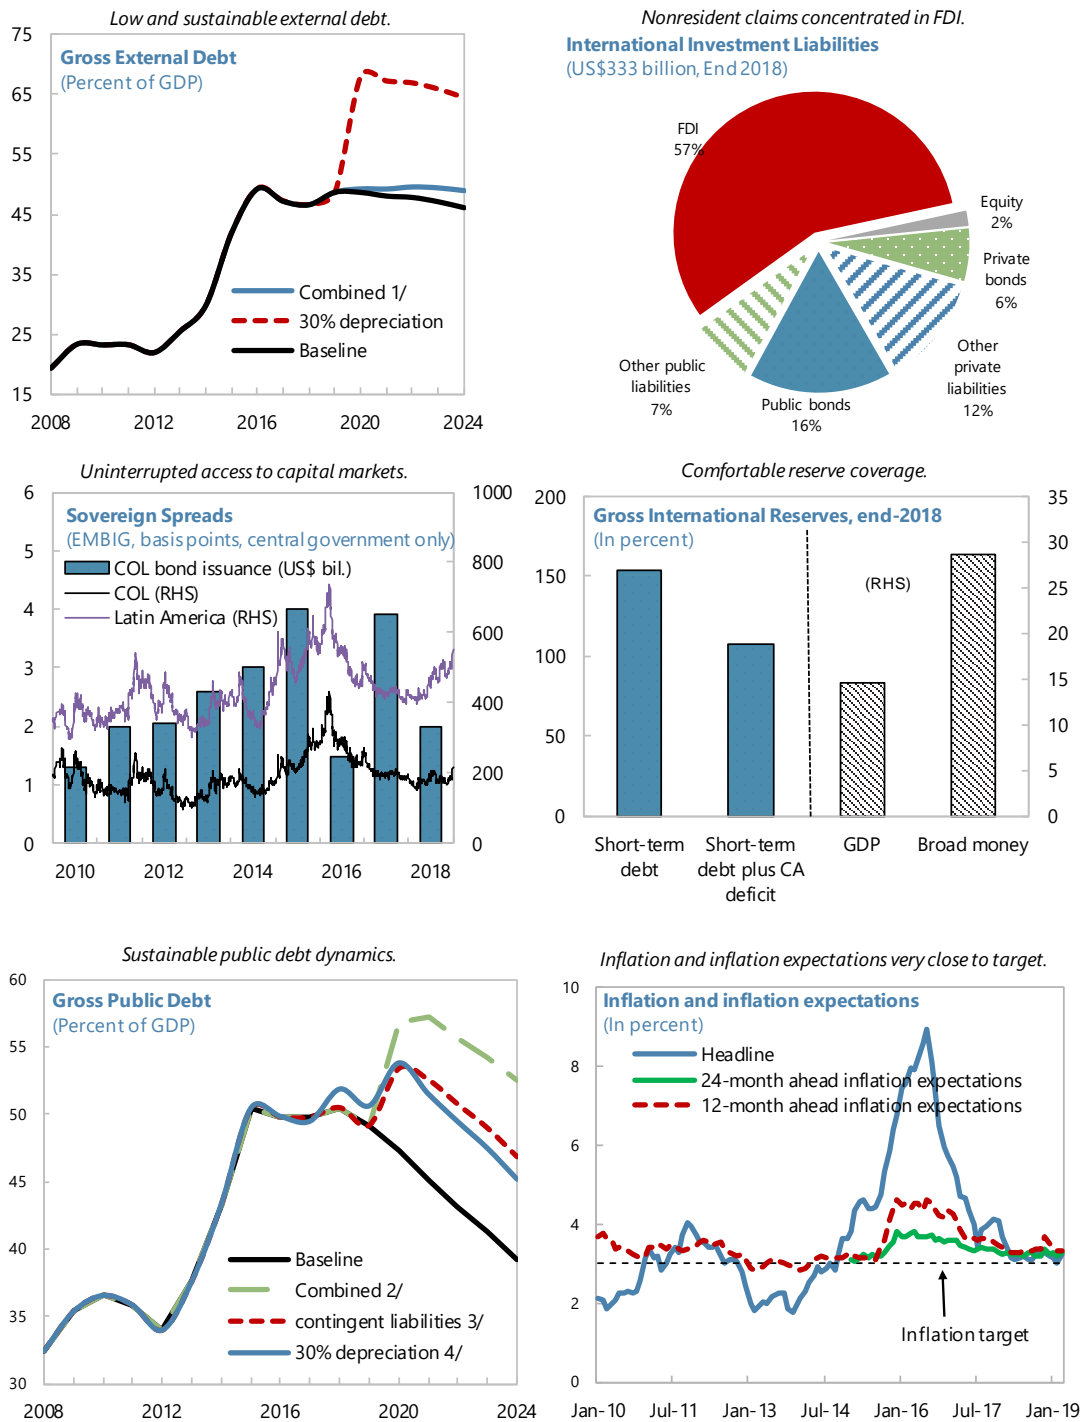 Low and sustainable external debt.
Gross External Debt
(Percent of GDP)
75
65
55
45
35
25
15
Combined 1/
30% depreciation
Baseline
2008 2012 2016 2020 2024
Nonresident claims concentrated in FDI.
International Investment Liabilities
(US$333 billion, End 2018)
FDI
57%
Equity
2%
Private
bonds
6%
Other
private
liabilities
12%
Public bonds
16%
Other public
liabilities
7%
Uninterrupted access to capital markets.
Sovereign Spreads
(EMBIG, basis points, central government only)
COL bond issuance (US$ bil.)
COL (RHS)
Latin America (RHS)
6
5
4
3
2
1
0
1000
800
600
400
200
0
2010 2012 2014 2016 2018
Comfortable reserve coverage.
Gross International Reserves, end-2018
(In percent)
(RHS)
200
150
100
50
0
35
30
25
20
15
10
5
0
Short-term
debt
Short-term
debt plus CA
deficit
GDP
Broad money
Sustainable public debt dynamics.
Gross Public Debt
(Percent of GDP)
60
55
50
45
40
35
30
Baseline
Combined 2/
contingent liabilities 3/
30% depreciation 4/
2008 2012 2016 2020 2024
Inflation and inflation expectations very close to target.
Inflation and inflation expectations
(In percent)
Headline
24-month ahead inflation expectations
12-month ahead inflation expectations
10
8
6
4
2
0
Inflation target
Jan-10 Jul-11 Jan-13 Jul-14 Jan-16 Jul-17 Jan-19